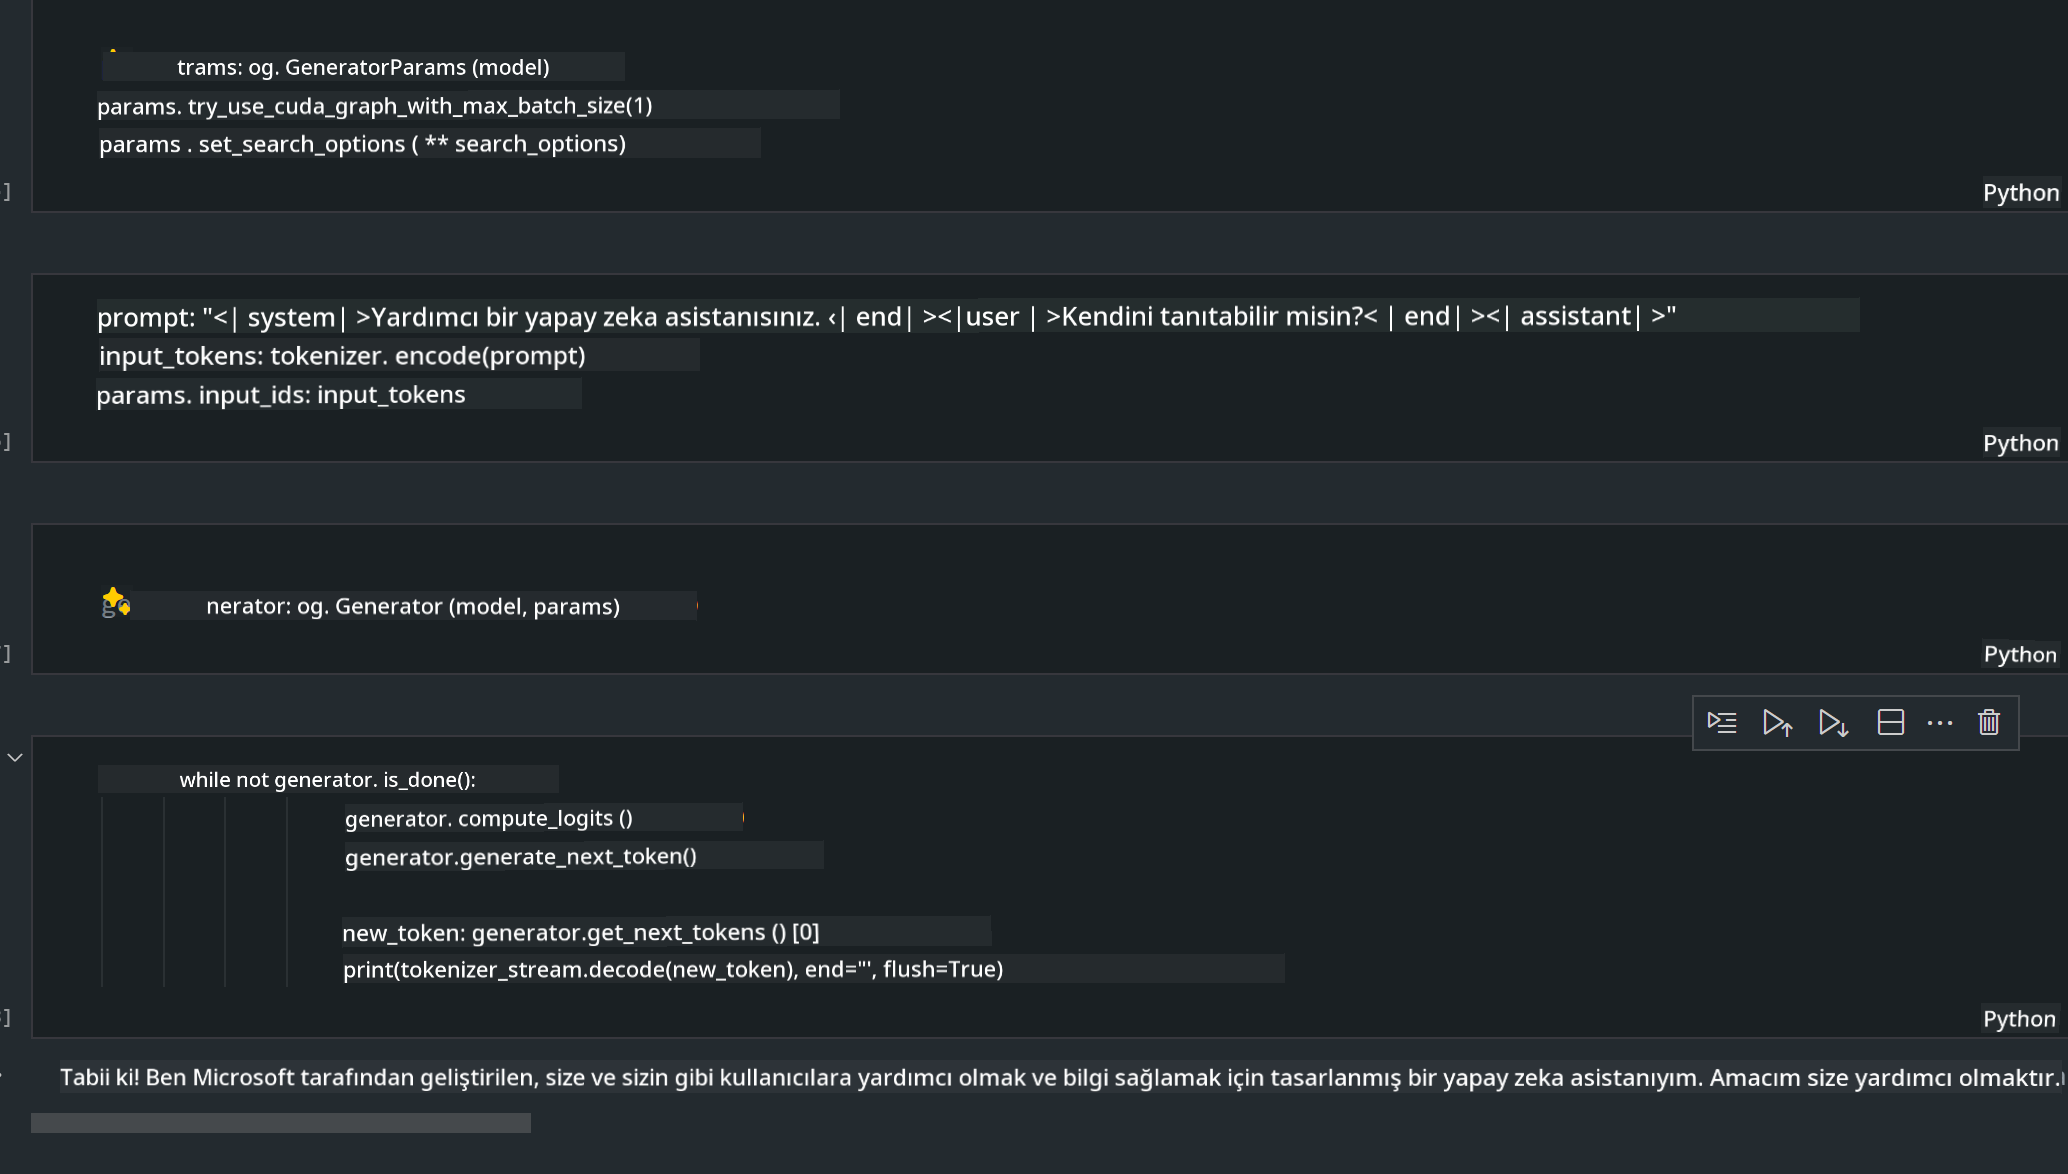 trams: og. GeneratorParams (model)
params. try_use_cuda_graph_with_max_batch_size(1)
params . set_search_options ( ** search_options)
]
Python
prompt: "<| system| >Yardımcı bir yapay zeka asistanısınız. ‹| end| ><|user | >Kendini tanıtabilir misin?< | end| ><| assistant| >"
input_tokens: tokenizer. encode(prompt)
params. input_ids: input_tokens
]
Python
nerator: og. Generator (model, params)
]
Python
while not generator. is_done():
generator. compute_logits ()
generator.generate_next_token()
new_token: generator.get_next_tokens () [0]
print(tokenizer_stream.decode(new_token), end="', flush=True)
]
Python
Tabii ki! Ben Microsoft tarafından geliştirilen, size ve sizin gibi kullanıcılara yardımcı olmak ve bilgi sağlamak için tasarlanmış bir yapay zeka asistanıyım. Amacım size yardımcı olmaktır.